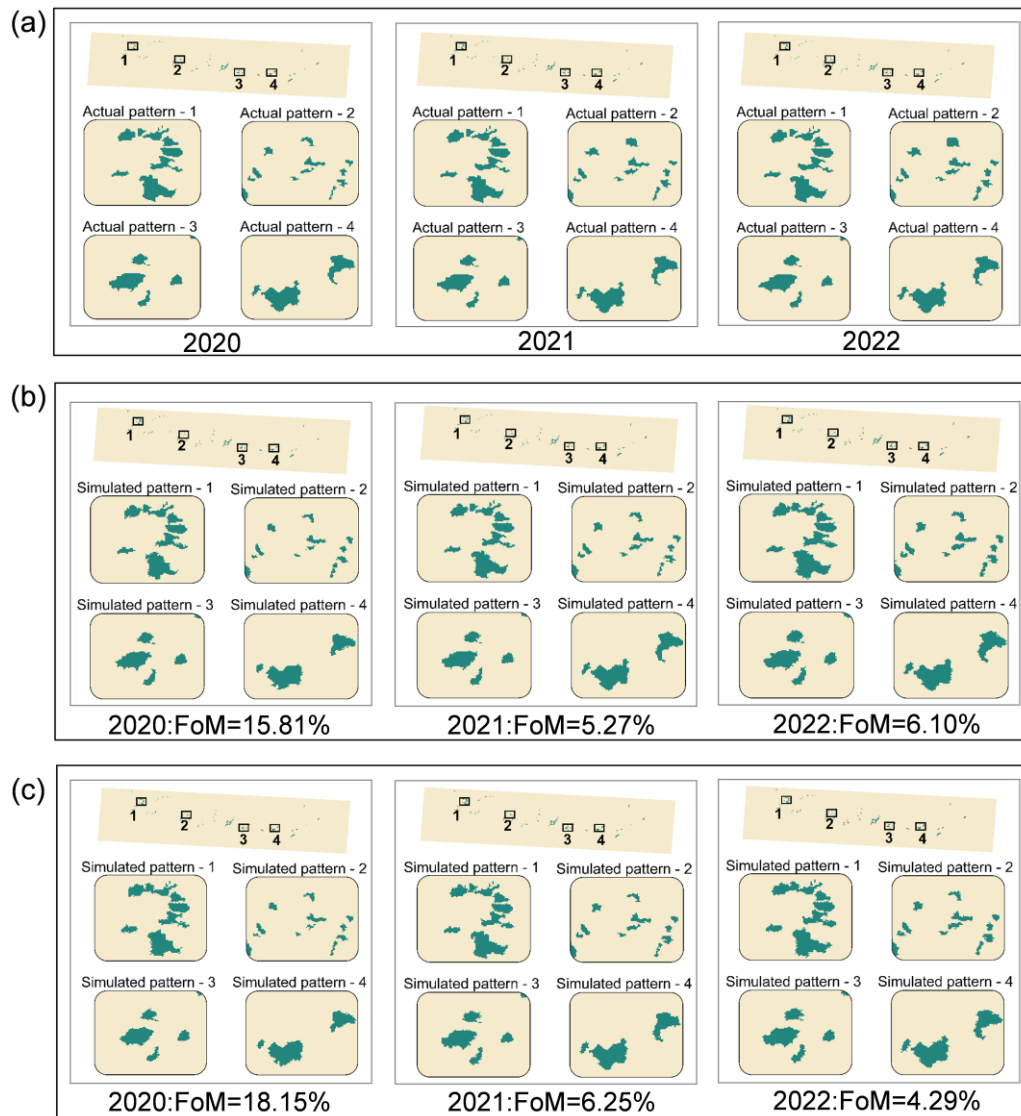 (a)
1 2 3 4
1 2 3 4
1 2 3 4
Actual pattern - 1 Actual pattern - 2
Actual pattern - 1 Actual pattern - 2
Actual pattern - 1 Actual pattern - 2
Actual pattern - 3 Actual pattern - 4
Actual pattern - 3 Actual pattern - 4
Actual pattern - 3 Actual pattern - 4
2020
2021
2022
(b)
1 2 3 4
1 2 3 4
1 2 3 4
Simulated pattern - 1 Simulated pattern - 2
Simulated pattern - 1 Simulated pattern - 2
Simulated pattern - 1 Simulated pattern - 2
Simulated pattern - 3 Simulated pattern - 4
Simulated pattern - 3 Simulated pattern - 4
Simulated pattern - 3 Simulated pattern - 4
2020:FoM=15.81%
2021:FoM=5.27%
2022:FoM=6.10%
(c)
1 2 3 4
1 2 3 4
1 2 3 4
Simulated pattern - 1 Simulated pattern - 2
Simulated pattern - 1 Simulated pattern - 2
Simulated pattern - 1 Simulated pattern - 2
Simulated pattern - 3 Simulated pattern - 4
Simulated pattern - 3 Simulated pattern - 4
Simulated pattern - 3 Simulated pattern - 4
2020:FoM=18.15%
2021:FoM=6.25%
2022:FoM=4.29%